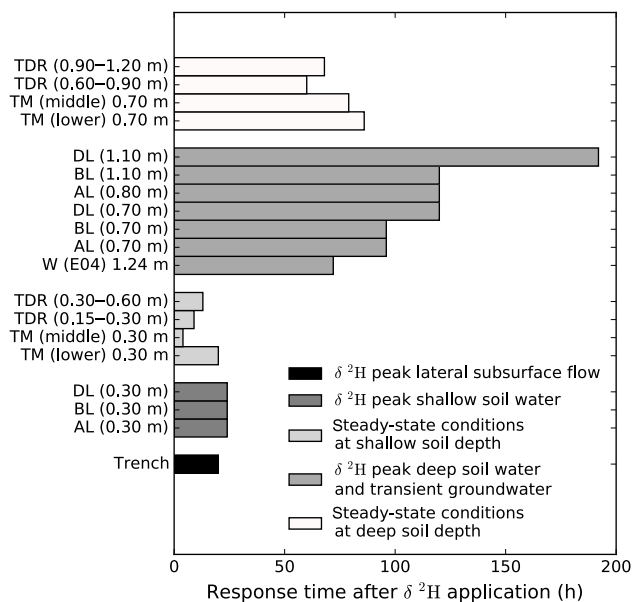 TDR (0.90−1.20 m)
TDR (0.60−0.90 m)
TM (middle) 0.70 m
TM (lower) 0.70 m
DL (1.10 m)
BL (1.10 m)
AL (0.80 m)
DL (0.70 m)
BL (0.70 m)
AL (0.70 m)
W (E04) 1.24 m
TDR (0.30−0.60 m)
TDR (0.15−0.30 m)
TM (middle) 0.30 m
TM (lower) 0.30 m
DL (0.30 m)
BL (0.30 m)
AL (0.30 m)
Trench
δ ²H peak lateral subsurface flow
δ ²H peak shallow soil water
Steady-state conditions
at shallow soil depth
δ ²H peak deep soil water
and transient groundwater
Steady-state conditions
at deep soil depth
0 50 100 150 200
Response time after δ ²H application (h)